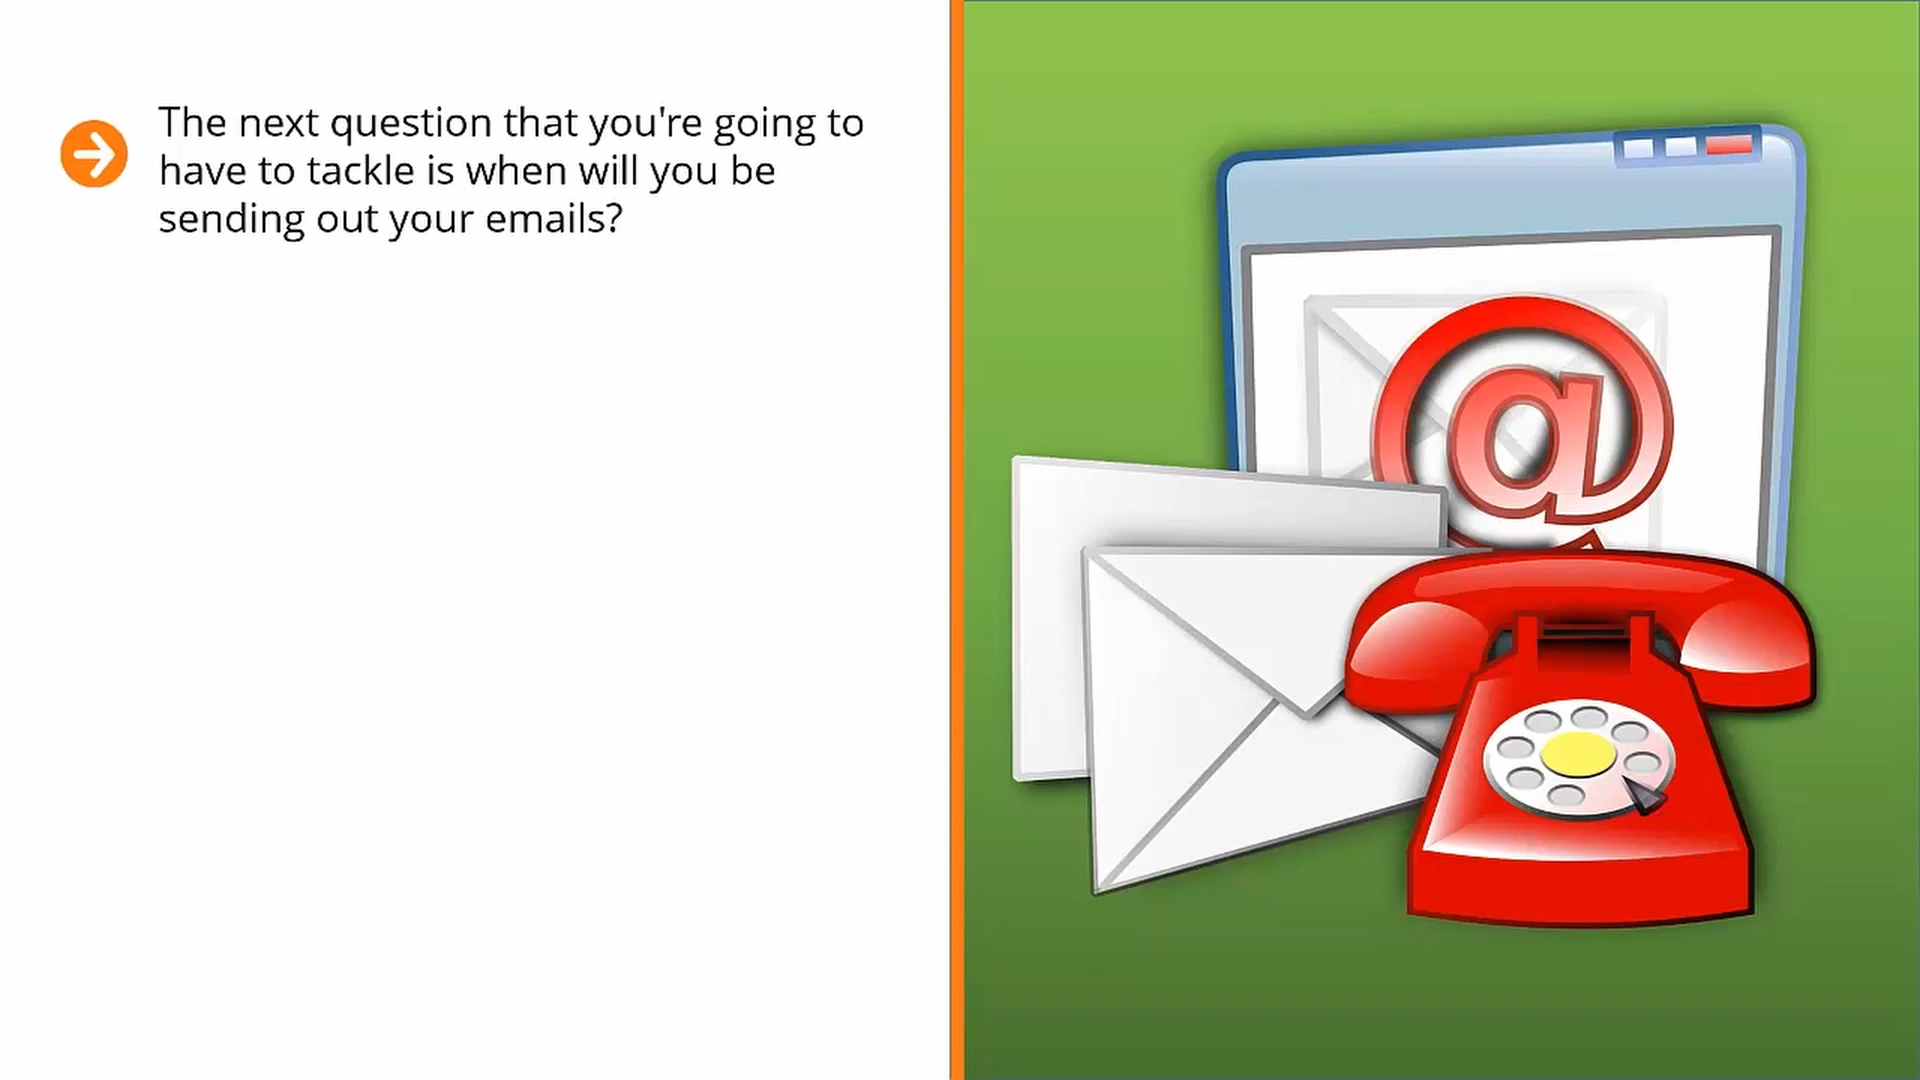 The next question that you're going to
have to tackle is when will you be
sending out your emails?
@